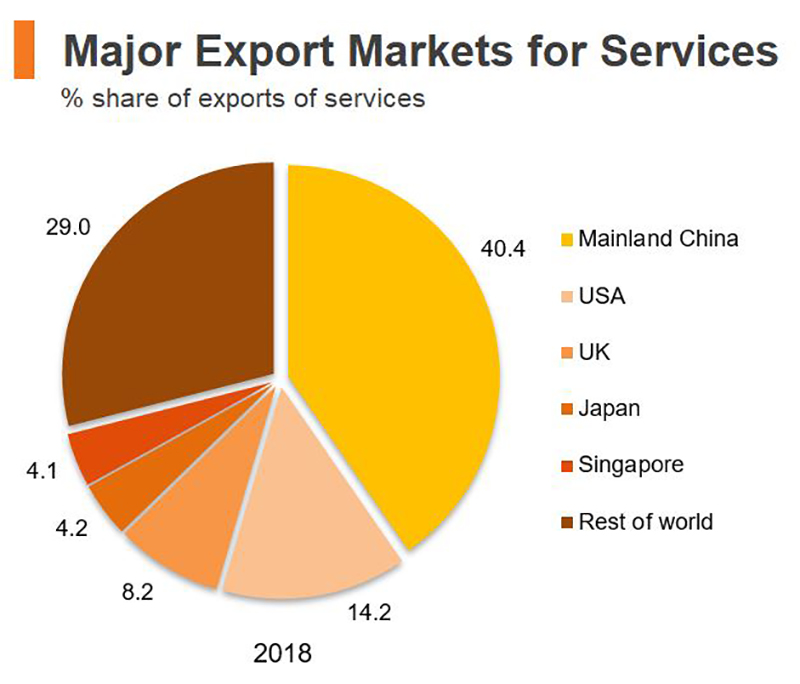 Major Export Markets for Services
% share of exports of services
29.0
40.4
4.1
4.2
8.2
14.2
2018
Mainland China
USA
UK
Japan
Singapore
Rest of world